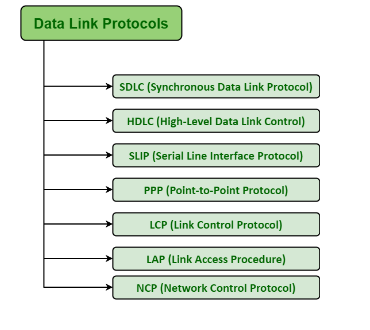 Data Link Protocols
SDLC (Synchronous Data Link Protocol)
HDLC (High-Level Data Link Control)
SLIP (Serial Line Interface Protocol)
PPP (Point-to-Point Protocol)
LCP (Link Control Protocol)
LAP (Link Access Procedure)
NCP (Network Control Protocol)